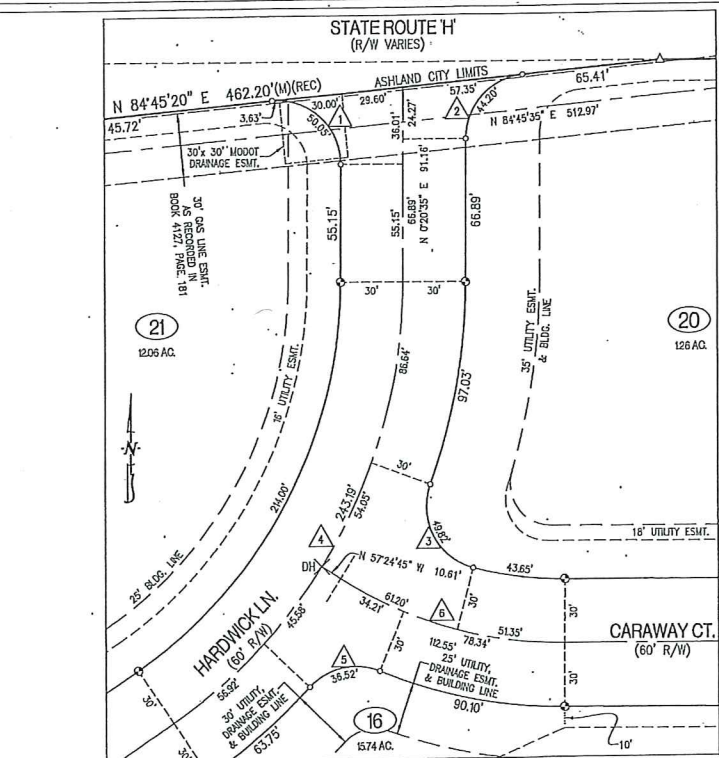 STATE ROUTE 'H'
(R/W VARIES)
ASHLAND CITY LIMITS
N 84°45'20" E 462.20'(M)(REC)
57.35'
65.41'
45.72'
3.63'
30.00'
29.60'
50.05'
1
36.01'
24.27'
2
44.20'
N 84°45'35" E 512.97'
30'x 30' MODOT
DRAINAGE ESMT.
30' GAS LINE ESMT.
AS RECORDED IN
BOOK 4127, PAGE 181
55.15'
55.15'
66.89'
N 0°20'35" E 91.16'
66.89'
30'
30'
21
12.06 AC.
20
1.26 AC.
35' UTILITY ESMT.
& BLDG. LINE
16' UTILITY ESMT.
86.64'
97.03'
-N-
30'
214.00'
243.19'
54.05'
49.82'
3
18' UTILITY ESMT.
25' BLDG. LINE
4
DH
N 57°24'45" W 10.61'
43.65'
61.20'
34.21'
6
30'
30'
HARDWICK LN.
(60' R/W)
45.58'
51.35'
78.34'
112.55'
CARAWAY CT.
(60' R/W)
30'
5
36.52'
25' UTILITY,
DRAINAGE ESMT.
& BUILDING LINE
30'
56.92'
30' UTILITY,
DRAINAGE ESMT.
& BUILDING LINE
90.10'
30'
30'
63.75'
16
15.74 AC.
10'